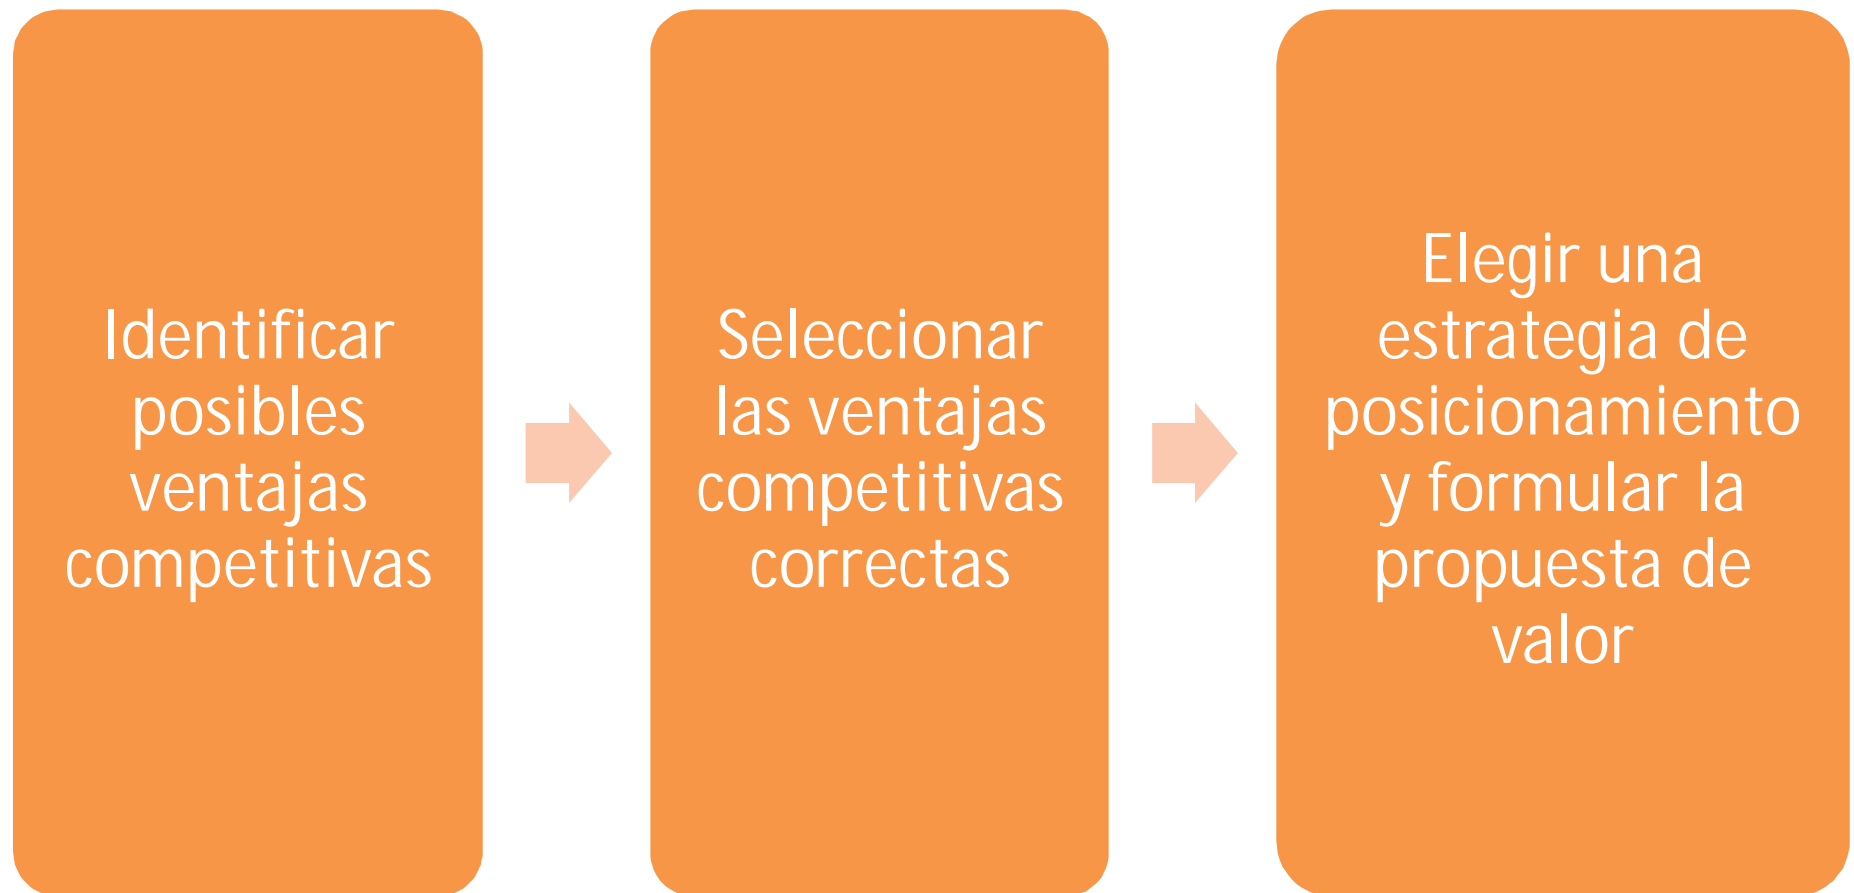 Identificar
posibles
ventajas
competitivas
Seleccionar
las ventajas
competitivas
correctas
Elegir una
estrategia de
posicionamiento
y formular la
propuesta de
valor